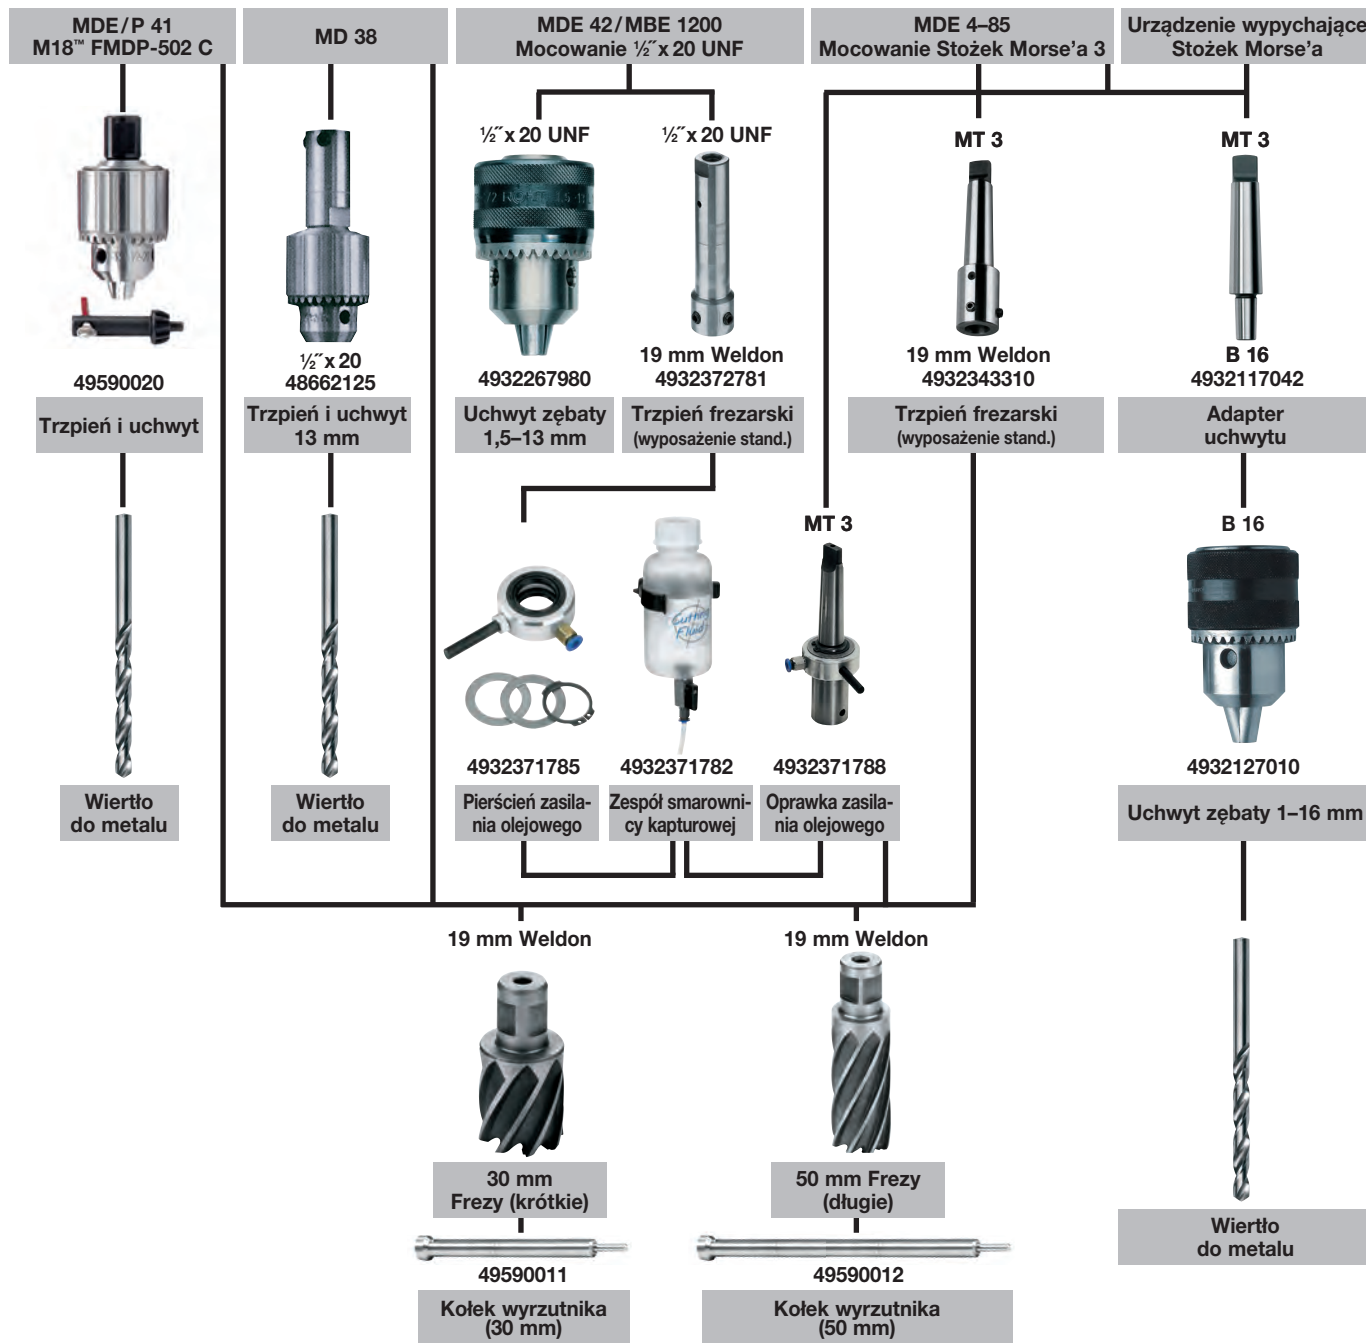 MDE/P 41
M18™ FMDP-502 C
MD 38
MDE 42/MBE 1200
Mocowanie ½˝x 20 UNF
MDE 4–85
Mocowanie Stożek Morse’a 3
Urządzenie wypychające
Stożek Morse’a
½˝x 20 UNF
½˝x 20 UNF
MT 3
MT 3
½˝x 20
19 mm Weldon
19 mm Weldon
B 16
49590020
48662125
4932267980
4932372781
4932343310
4932117042
Trzpień i uchwyt
Trzpień i uchwyt
13 mm
Uchwyt zębaty
1,5–13 mm
Trzpień frezarski
(wyposażenie stand.)
Trzpień frezarski
(wyposażenie stand.)
Adapter
uchwytu
MT 3
B 16
Cutting
Fluid
4932371785
4932371782
4932371788
4932127010
Wiertło
do metalu
Wiertło
do metalu
Pierścień zasila-
nia olejowego
Zespół smarowni-
cy kapturowej
Oprawka zasila-
nia olejowego
Uchwyt zębaty 1–16 mm
19 mm Weldon
19 mm Weldon
30 mm
Frezy (krótkie)
50 mm Frezy
(długie)
Wiertło
do metalu
49590011
49590012
Kołek wyrzutnika
(30 mm)
Kołek wyrzutnika
(50 mm)